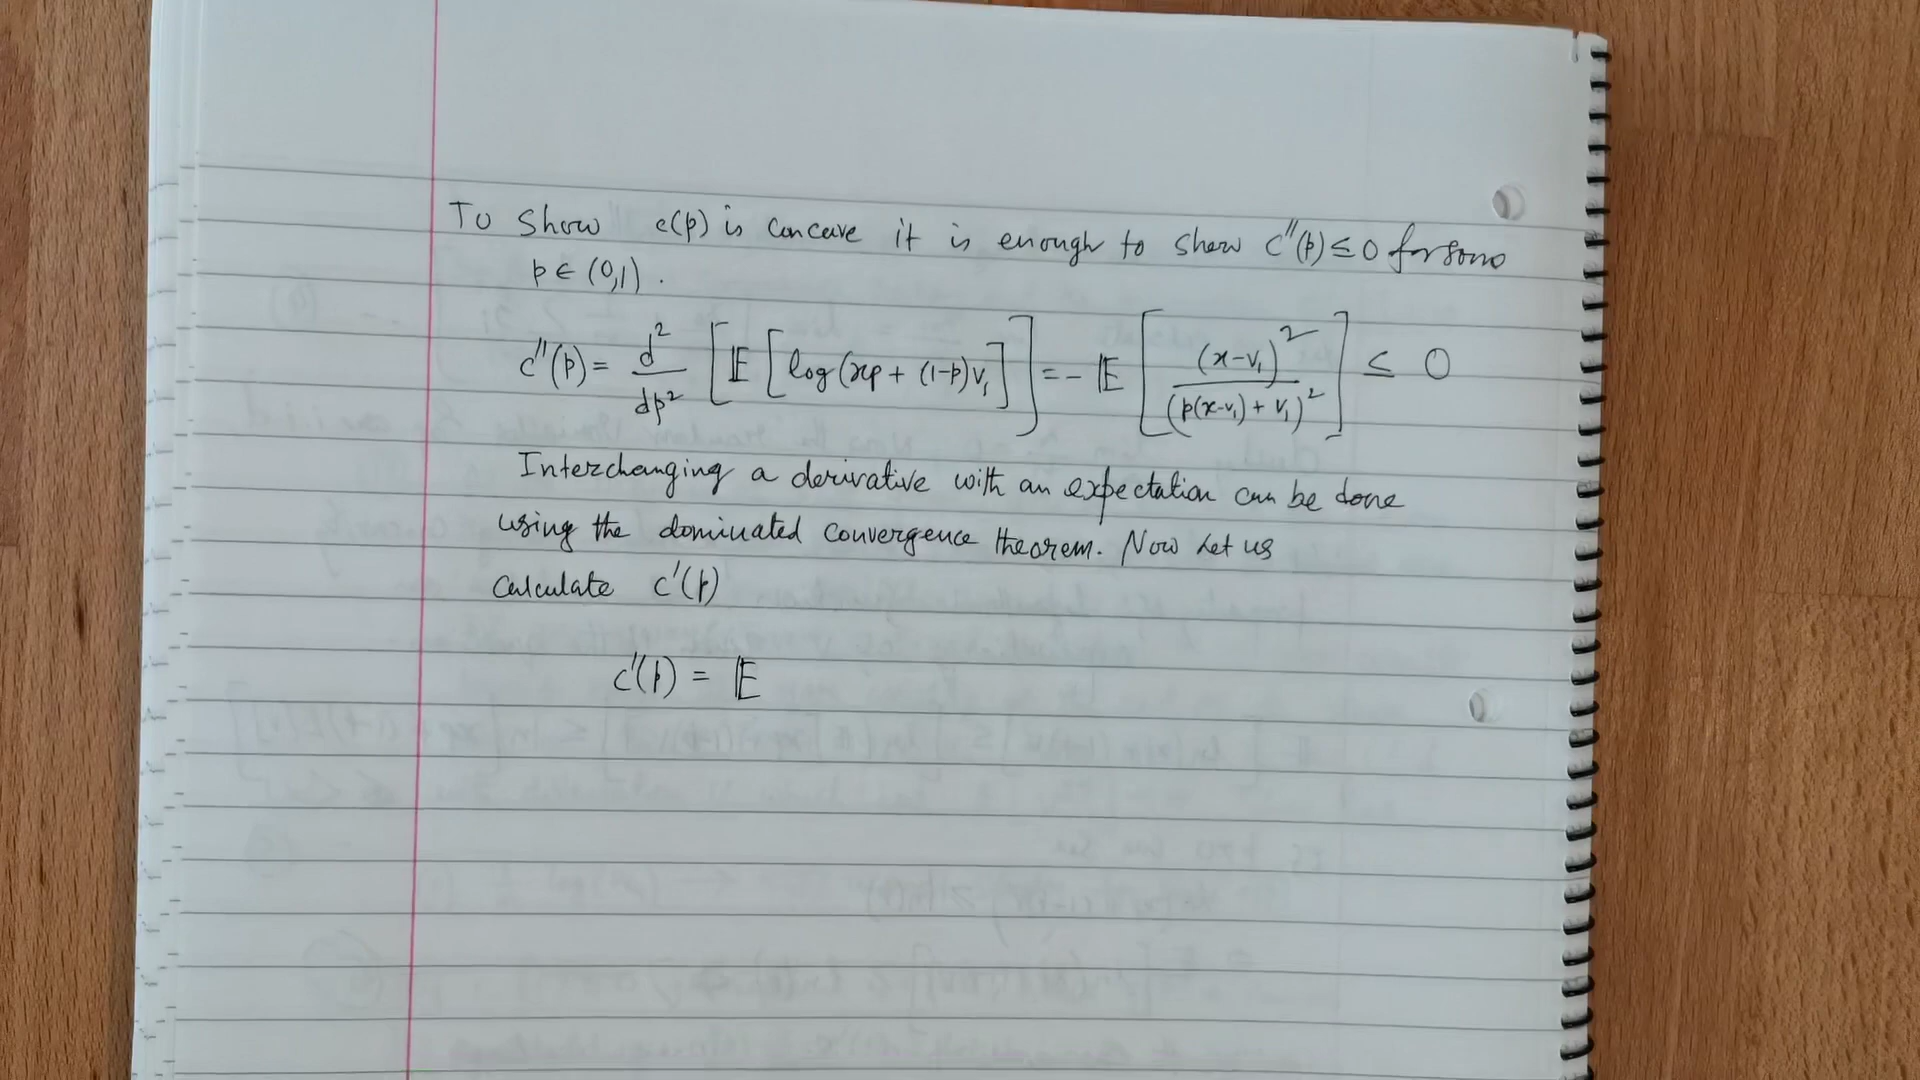 To show c(p) is concave it is enough to show c''(p) ≤ 0 for some
p ∈ (0,1).
c''(p) = d²/dp² [𝔼 [log(xp + (1-p)v₁]] = - 𝔼 [(x-v₁)²/(p(x-v₁) + v₁)²] ≤ 0
Interchanging a derivative with an expectation can be done
using the dominated convergence theorem. Now let us
calculate c'(p)
c'(p) = 𝔼